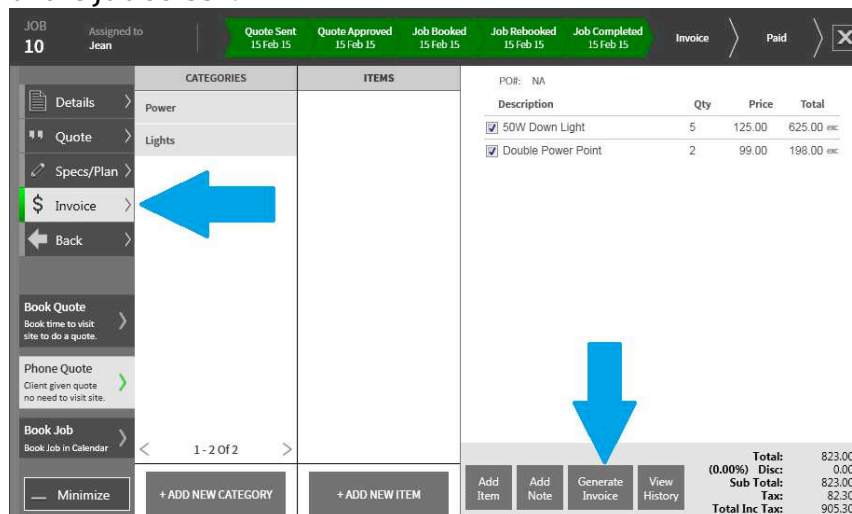 JOB
10
Assigned to
Jean
Quote Sent
15 Feb 15
Quote Approved
15 Feb 15
Job Booked
15 Feb 15
Job Rebooked
15 Feb 15
Job Completed
15 Feb 15
Invoice
Paid
X
Details
Quote
Specs/Plan
$ Invoice
Back
Book Quote
Book time to visit
site to do a quote.
Phone Quote
Client given quote
no need to visit site.
Book Job
Book Job in Calendar
Minimize
CATEGORIES
Power
Lights
< 1 - 2 Of 2 >
+ ADD NEW CATEGORY
ITEMS
+ ADD NEW ITEM
PO#: NA
Description Qty Price Total
50W Down Light 5 125.00 625.00 exc
Double Power Point 2 99.00 198.00 exc
Add
Item
Add
Note
Generate
Invoice
View
History
Total: 823.00
(0.00%) Disc: 0.00
Sub Total: 823.00
Tax: 82.30
Total Inc Tax: 905.30